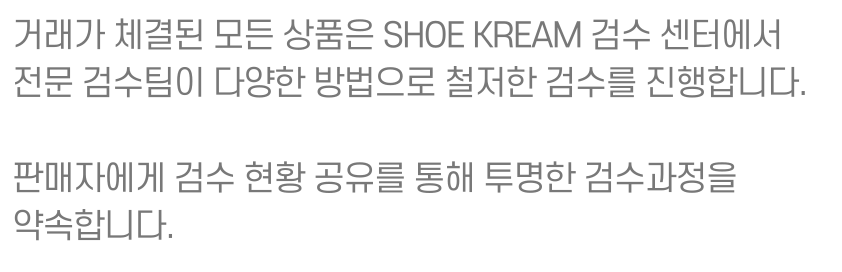 거래가 체결된 모든 상품은 SHOE KREAM 검수 센터에서
전문 검수팀이 다양한 방법으로 철저한 검수를 진행합니다.
판매자에게 검수 현황 공유를 통해 투명한 검수과정을
약속합니다.